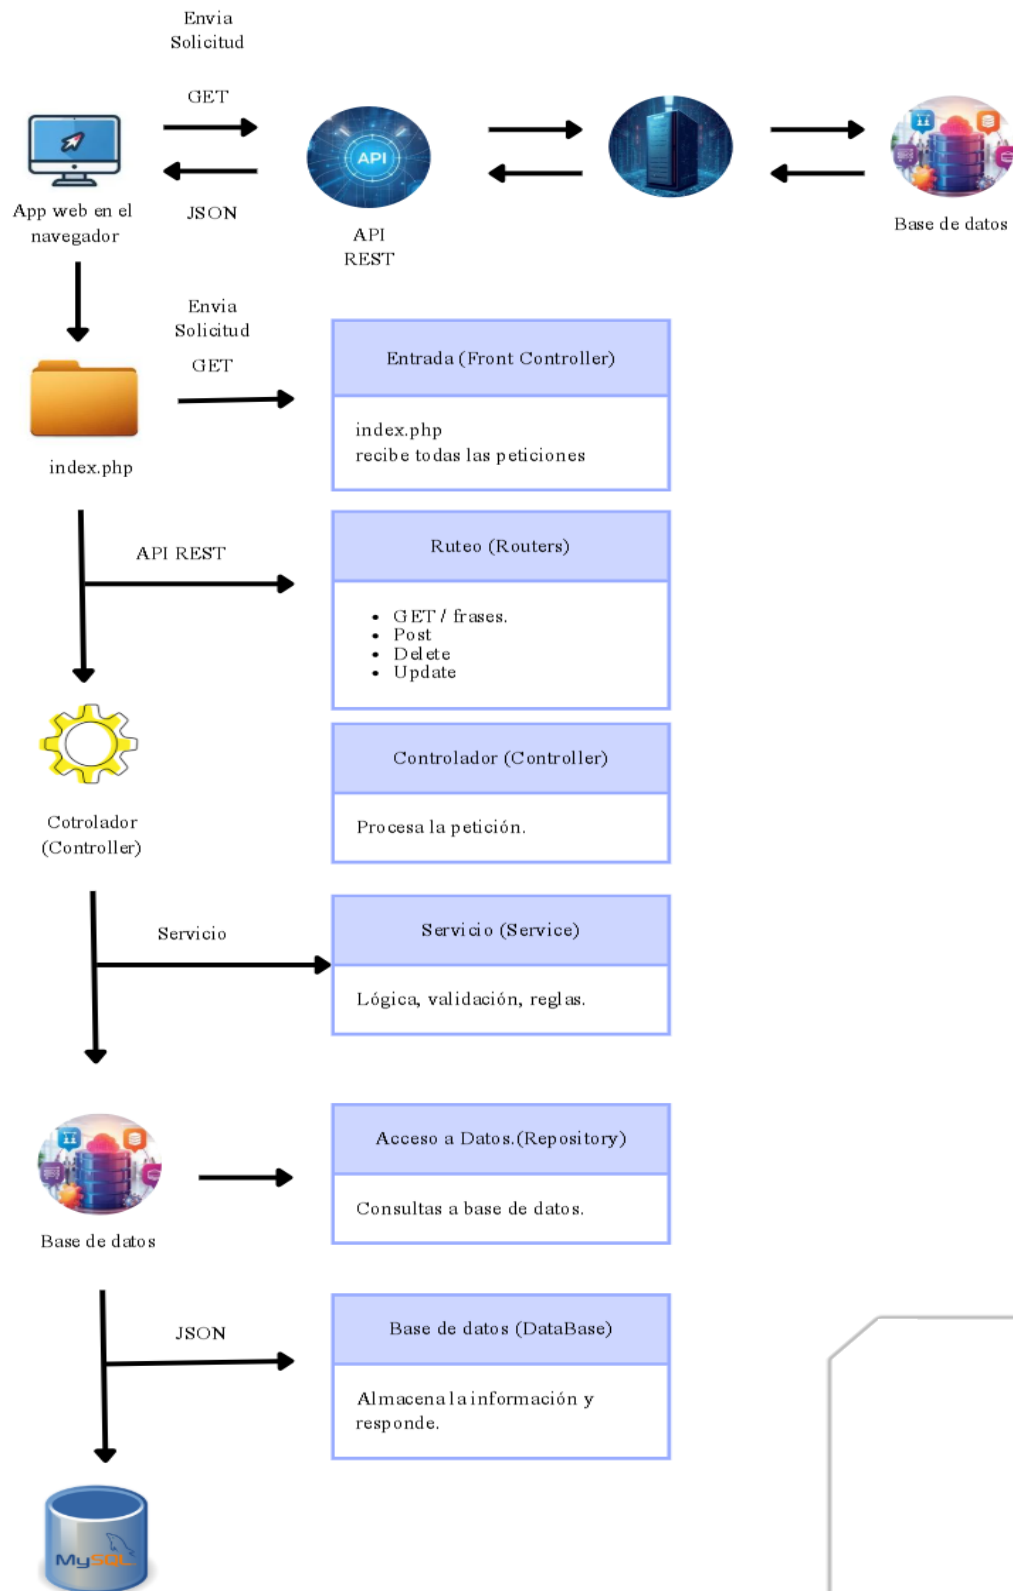 Envia
Solicitud
GET
JSON
API
App web en el
navegador
API
REST
Base de datos
Envia
Solicitud
GET
index.php
Entrada (Front Controller)
index.php
recibe todas las peticiones
API REST
Ruteo (Routers)
• GET / frases.
• Post
• Delete
• Update
Cotrolador
(Controller)
Controlador (Controller)
Procesa la petición.
Servicio
Servicio (Service)
Lógica, validación, reglas.
Base de datos
Acceso a Datos.(Repository)
Consultas a base de datos.
JSON
Base de datos (DataBase)
Almacena la información y
responde.
MySQL